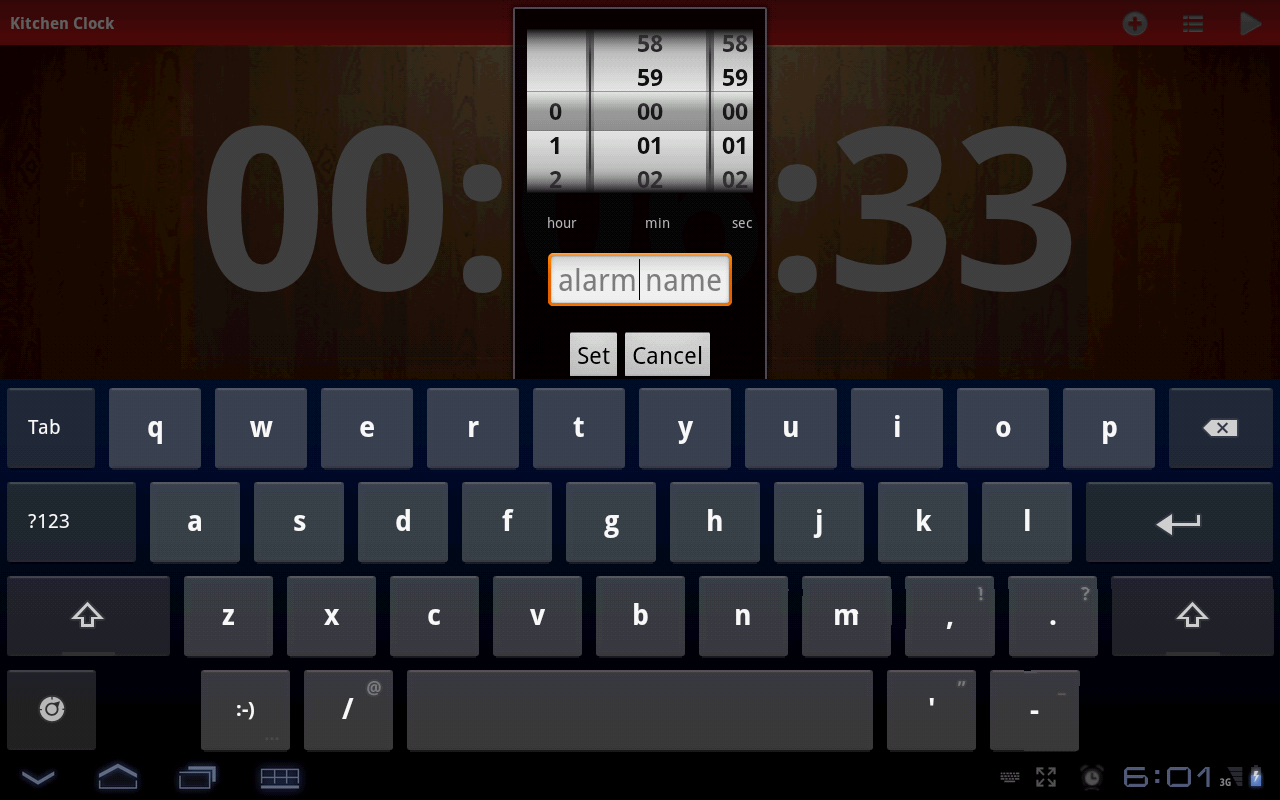 Kitchen Clock
58 58
59 59
0 00 00
1 01 01
2 02 02
00: :33
hour min sec
alarm name
Set Cancel
Tab q w e r t y u i o p
?123 a s d f g h j k l
z x c v b n m , ! . ?
:-) ... / @ ' " - _
6:01 3G